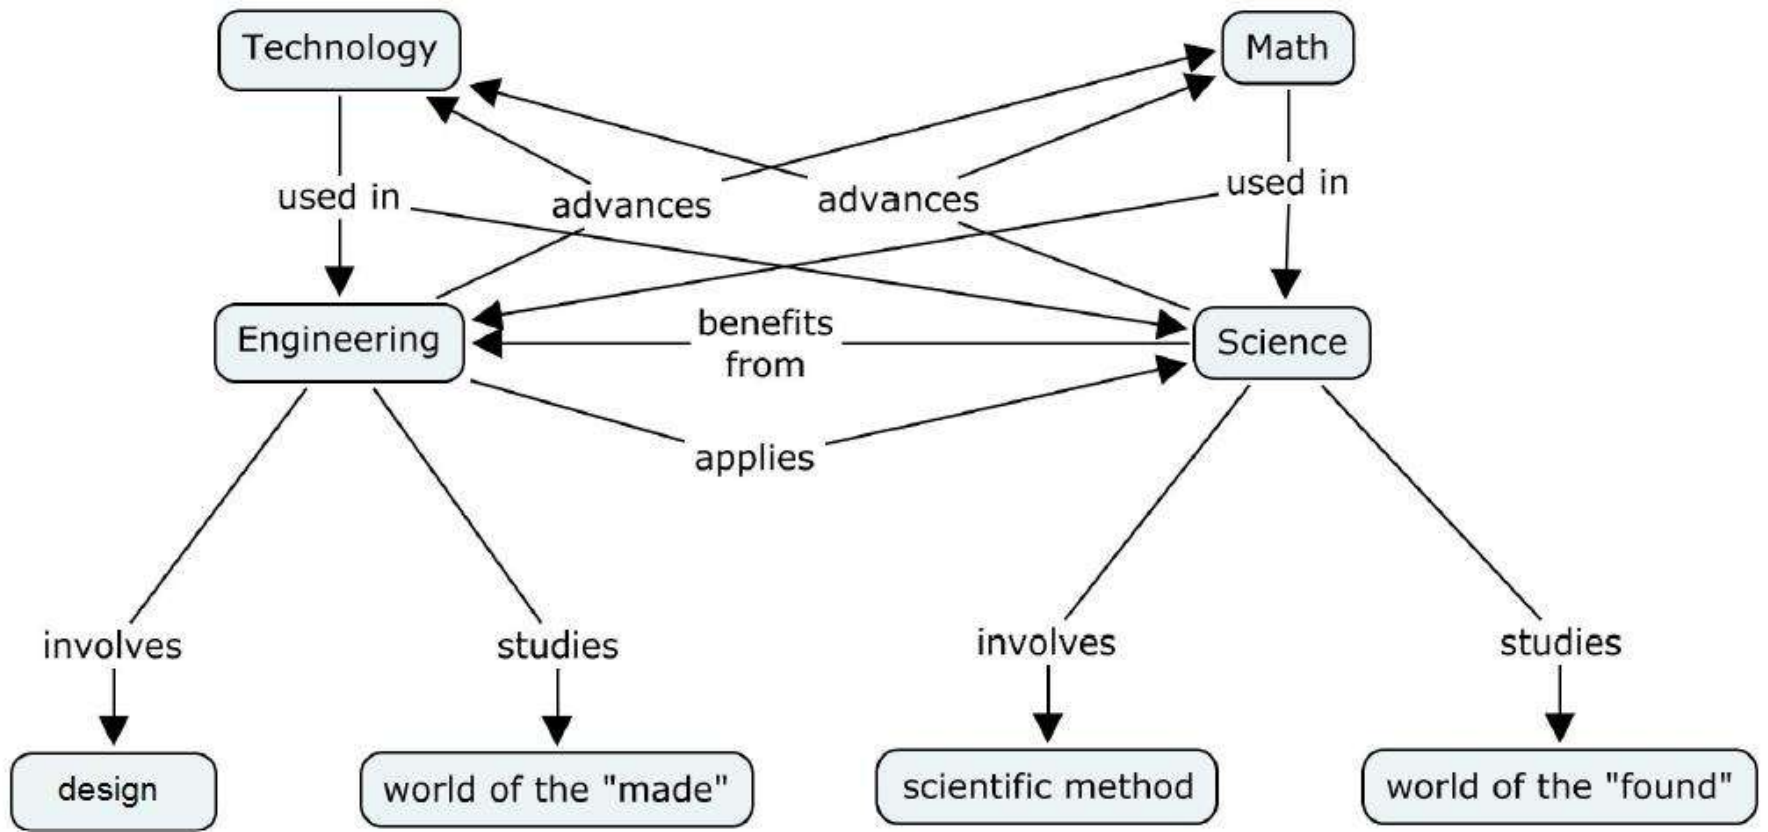 Technology
Math
used in
advances
advances
used in
Engineering
benefits
from
Science
applies
involves
studies
involves
studies
design
world of the "made"
scientific method
world of the "found"